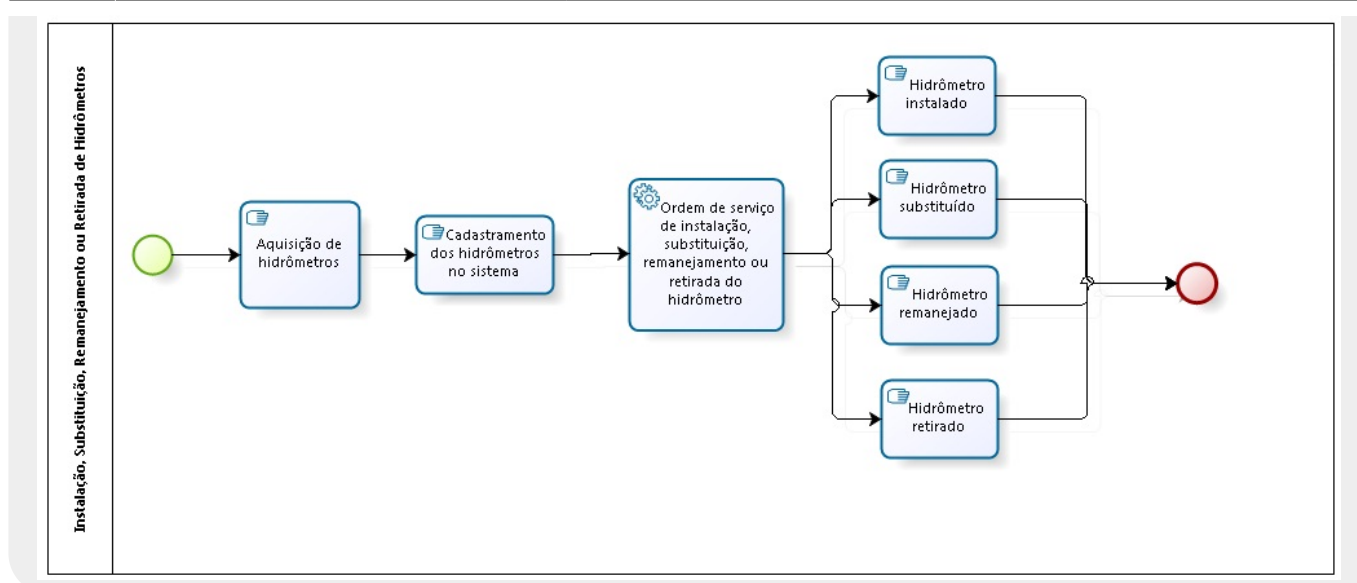 Instalação, Substituição, Remanejamento ou Retirada de Hidrômetros
Aquisição de
hidrômetros
Cadastramento
dos hidrômetros
no sistema
Ordem de serviço
de instalação,
substituição,
remanejamento ou
retirada do
hidrômetro
Hidrômetro
instalado
Hidrômetro
substituído
Hidrômetro
remanejado
Hidrômetro
retirado